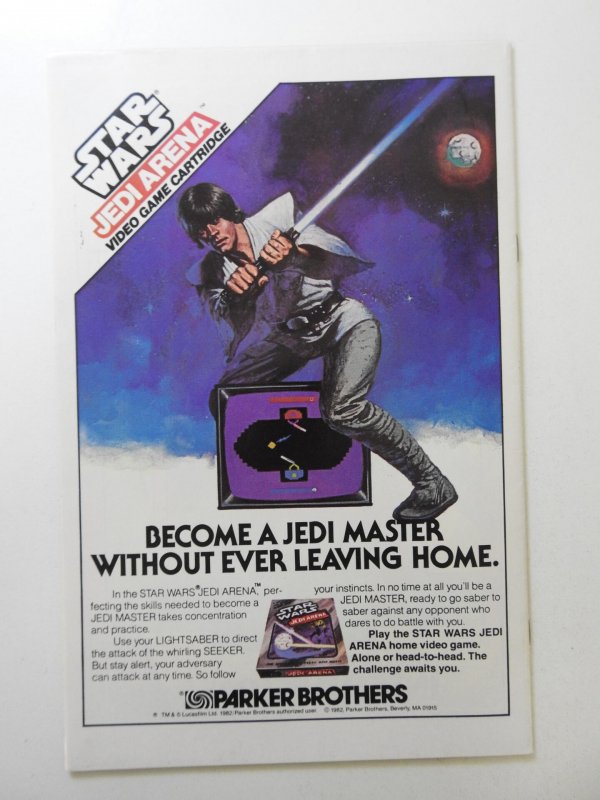 STAR
WARS
JEDI ARENA™
VIDEO GAME CARTRIDGE
BECOME A JEDI MASTER
WITHOUT EVER LEAVING HOME.
In the STAR WARS® JEDI ARENA,™ per-
fecting the skills needed to become a
JEDI MASTER takes concentration
and practice.
Use your LIGHTSABER to direct
the attack of the whirling SEEKER.
But stay alert, your adversary
can attack at any time. So follow
your instincts. In no time at all you'll be a
JEDI MASTER, ready to go saber to
saber against any opponent who
dares to do battle with you.
Play the STAR WARS JEDI
ARENA home video game.
Alone or head-to-head. The
challenge awaits you.
STAR
WARS
JEDI ARENA
JEDI ARENA
PARKER BROTHERS
® TM & © Lucasfilm Ltd. 1982. Parker Brothers authorized user. © 1982, Parker Brothers, Beverly, MA 01915